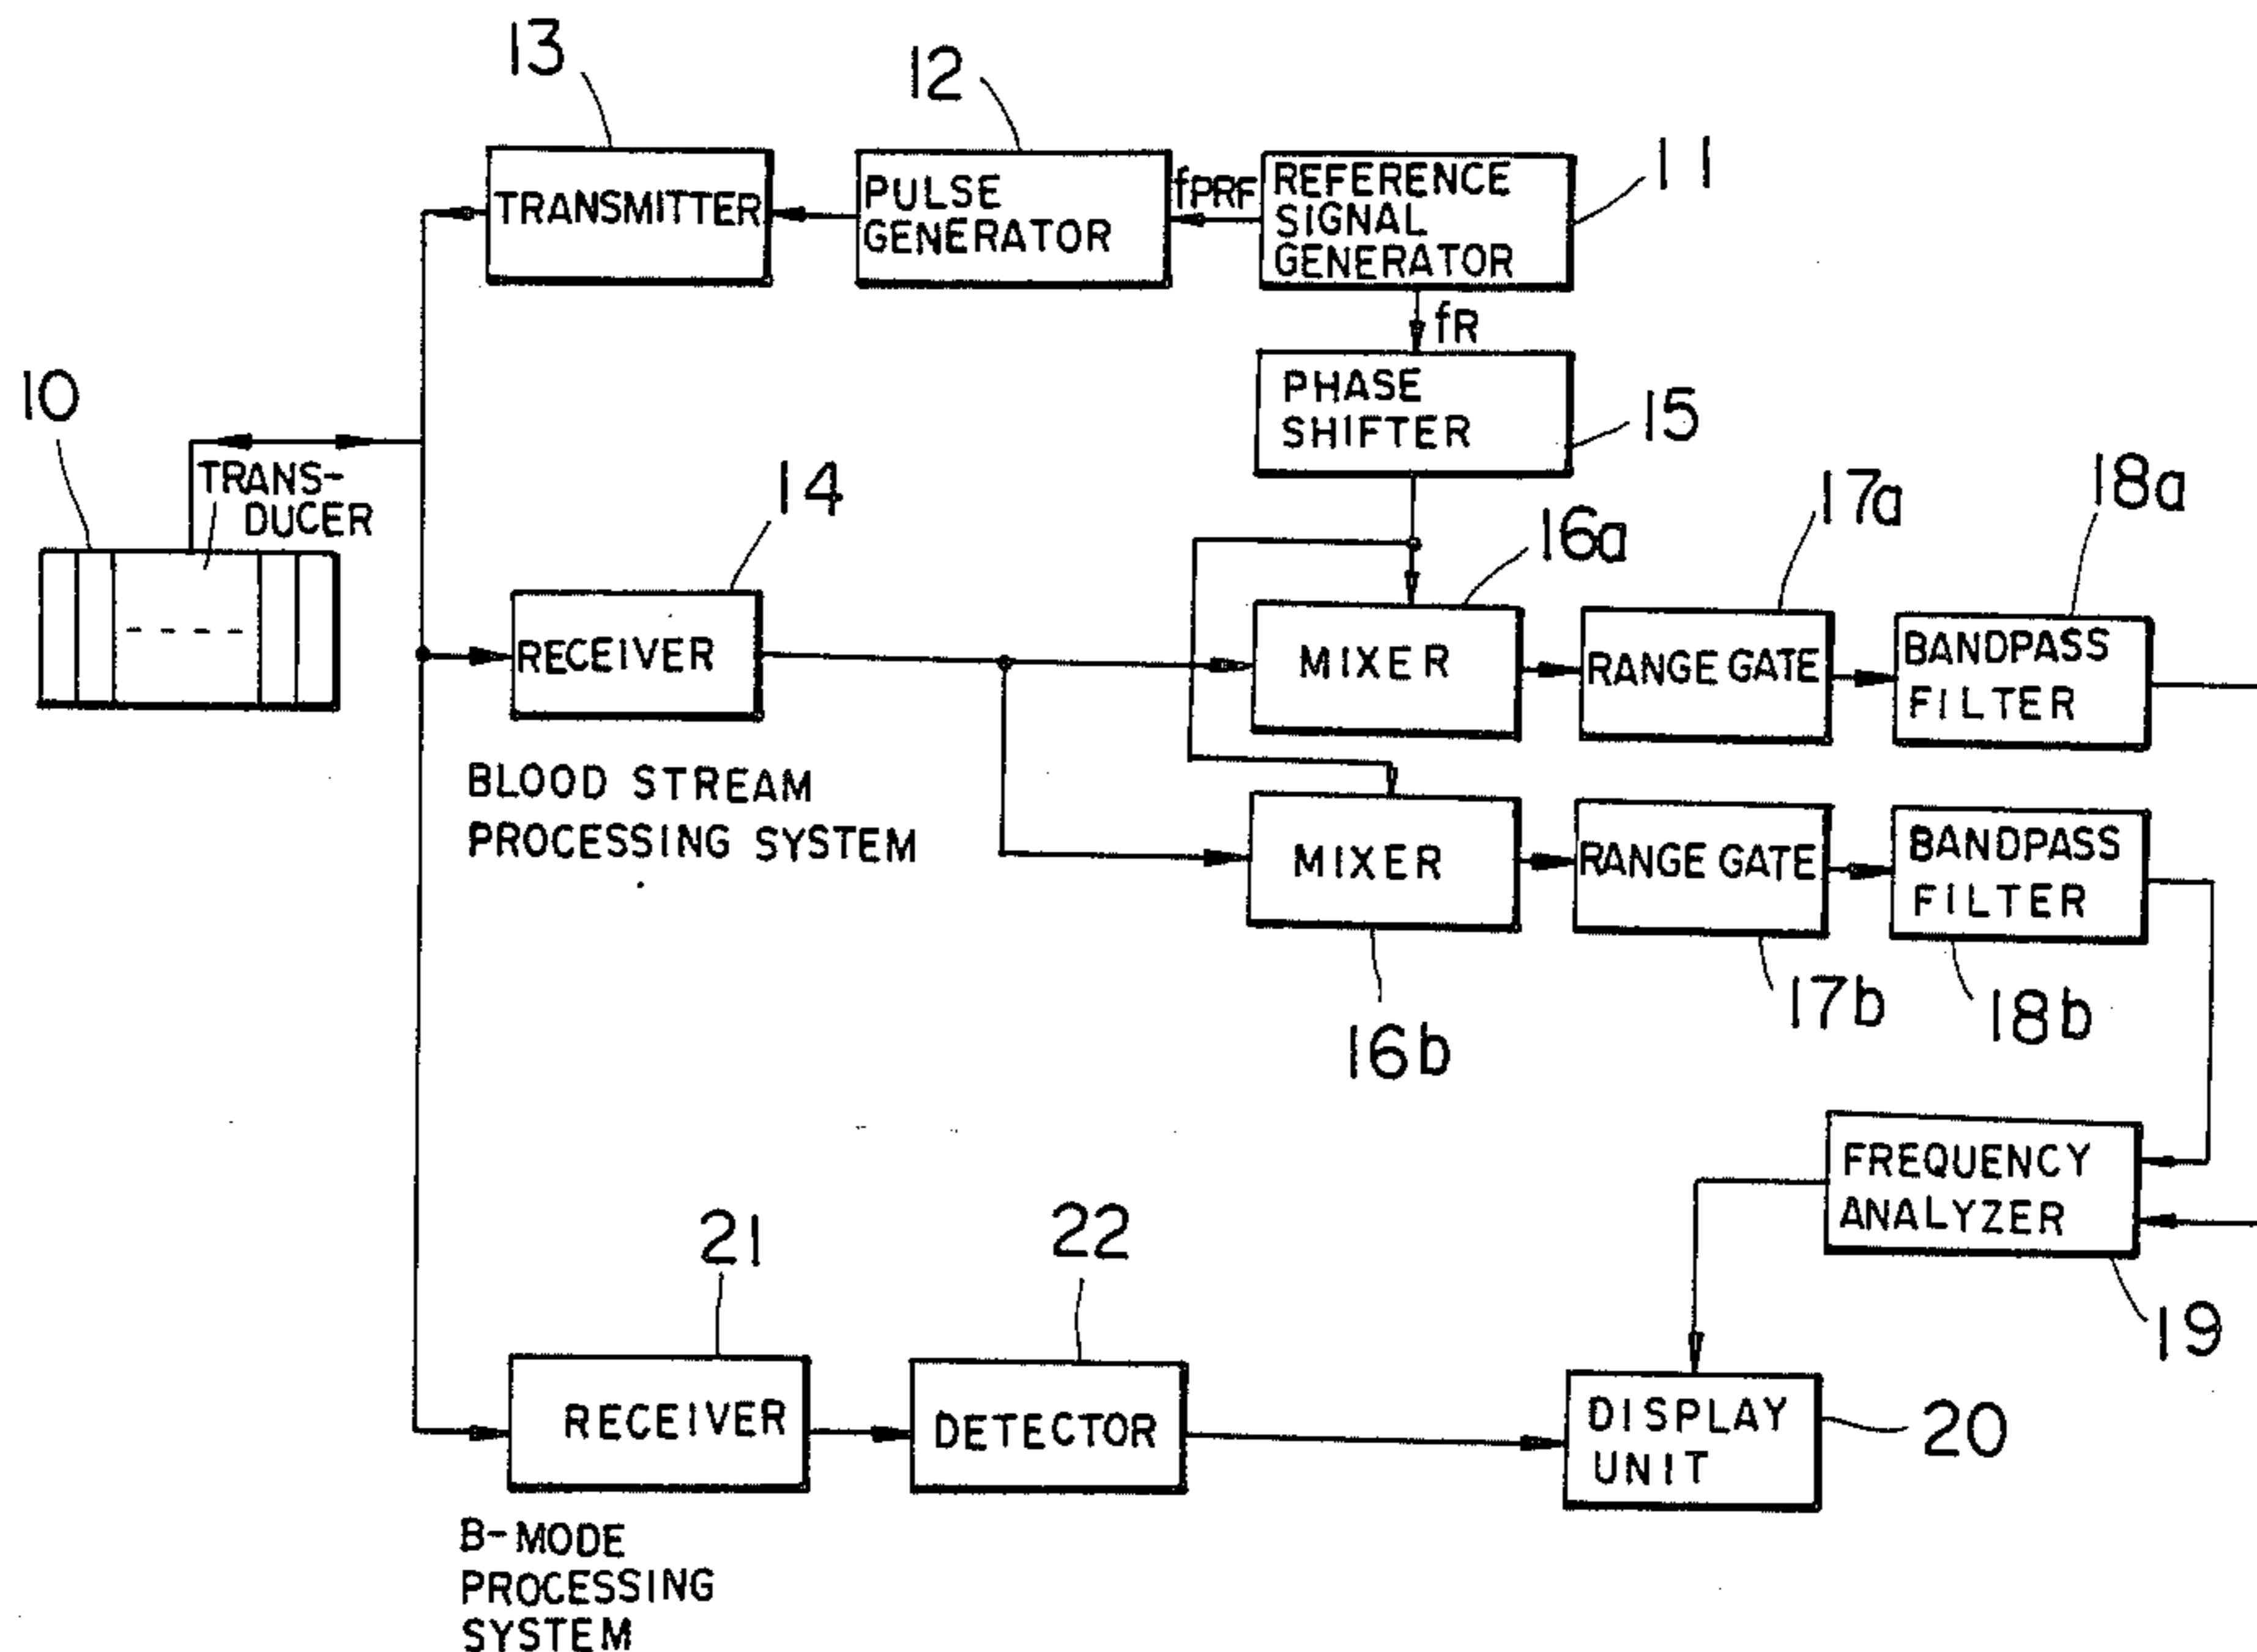 13
12
11
TRANSMITTER
PULSE
GENERATOR
fPRF
REFERENCE
SIGNAL
GENERATOR
fR
PHASE
SHIFTER
15
10
TRANS-
DUCER
14
16a
17a
18a
RECEIVER
MIXER
RANGE GATE
BANDPASS
FILTER
BLOOD STREAM
PROCESSING SYSTEM
MIXER
RANGE GATE
BANDPASS
FILTER
16b
17b
18b
FREQUENCY
ANALYZER
19
21
22
RECEIVER
DETECTOR
DISPLAY
UNIT
20
B-MODE
PROCESSING
SYSTEM